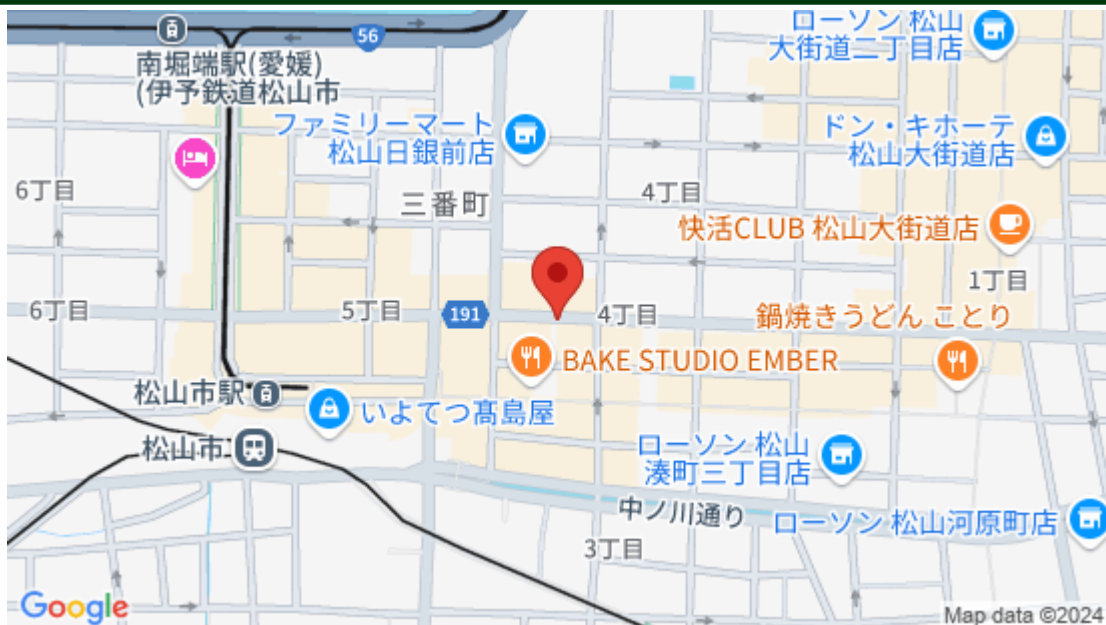 56
南堀端駅(愛媛)
(伊予鉄道松山市
ローソン 松山
大街道二丁目店
ファミリーマート
松山日銀前店
ドン・キホーテ
松山大街道店
6丁目
三番町
4丁目
快活CLUB 松山大街道店
1丁目
6丁目
5丁目
191
4丁目
鍋焼きうどん ことり
BAKE STUDIO EMBER
松山市駅
いよてつ髙島屋
松山市
ローソン 松山
湊町三丁目店
中ノ川通り
ローソン 松山河原町店
3丁目
Google
Map data ©2024